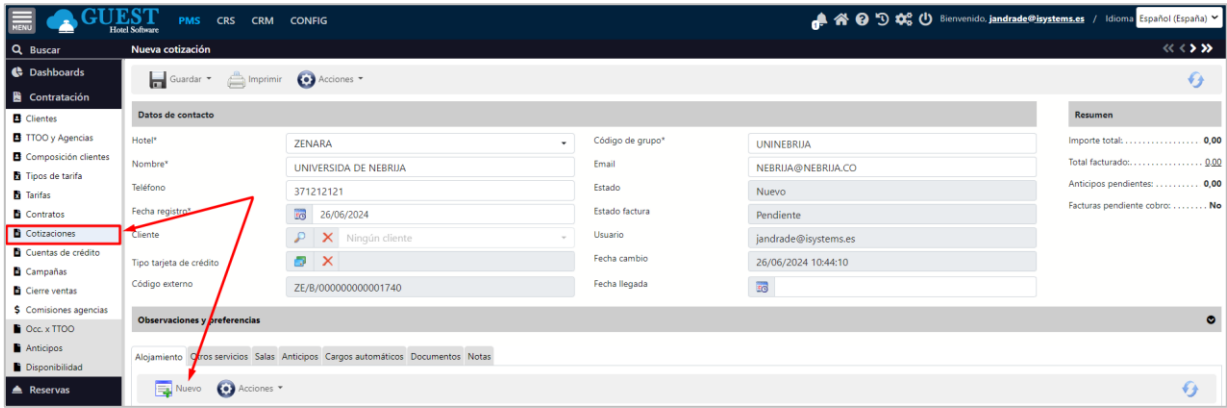 MENU GUEST Hotel Software PMS CRS CRM CONFIG Bienvenido, jandrade@isystems.es / Idioma Español (España)
Buscar
Nueva cotización
Dashboards
Contratación
Clientes
TTOO y Agencias
Composición clientes
Tipos de tarifa
Tarifas
Contratos
Cotizaciones
Cuentas de crédito
Campañas
Cierre ventas
Comisiones agencias
Occ. x TTOO
Anticipos
Disponibilidad
Reservas
Guardar Imprimir Acciones
Datos de contacto
Hotel* ZENARA Código de grupo* UNINEBRIJA
Nombre* UNIVERSIDA DE NEBRIJA Email NEBRIJA@NEBRIJA.CO
Teléfono 371212121 Estado Nuevo
Fecha registro* 26/06/2024 Estado factura Pendiente
Cliente Ningún cliente Usuario jandrade@isystems.es
Tipo tarjeta de crédito Fecha cambio 26/06/2024 10:44:10
Código externo ZE/B/000000000001740 Fecha llegada
Resumen
Importe total:................. 0,00
Total facturado:................ 0,00
Anticipos pendientes: .......... 0,00
Facturas pendiente cobro: ........ No
Observaciones y preferencias
Alojamiento Otros servicios Salas Anticipos Cargos automáticos Documentos Notas
Nuevo Acciones